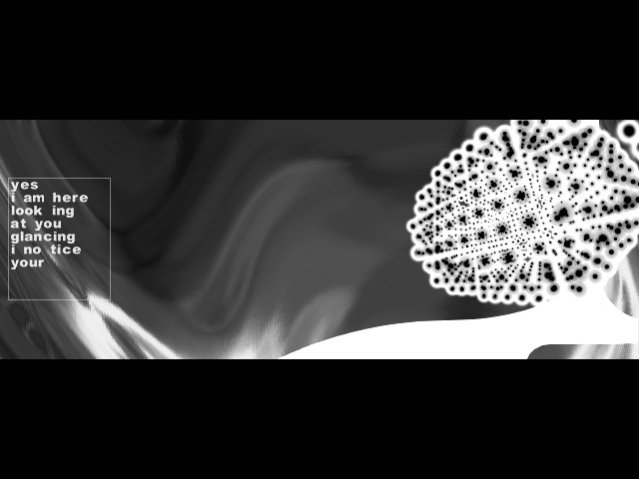 yes
i am here
look ing
at you
glancing
i no tice
your